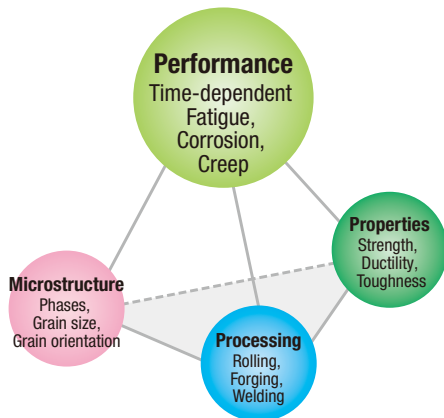 Performance
Time-dependent
Fatigue,
Corrosion,
Creep
Properties
Strength,
Ductility,
Toughness
Microstructure
Phases,
Grain size,
Grain orientation
Processing
Rolling,
Forging,
Welding